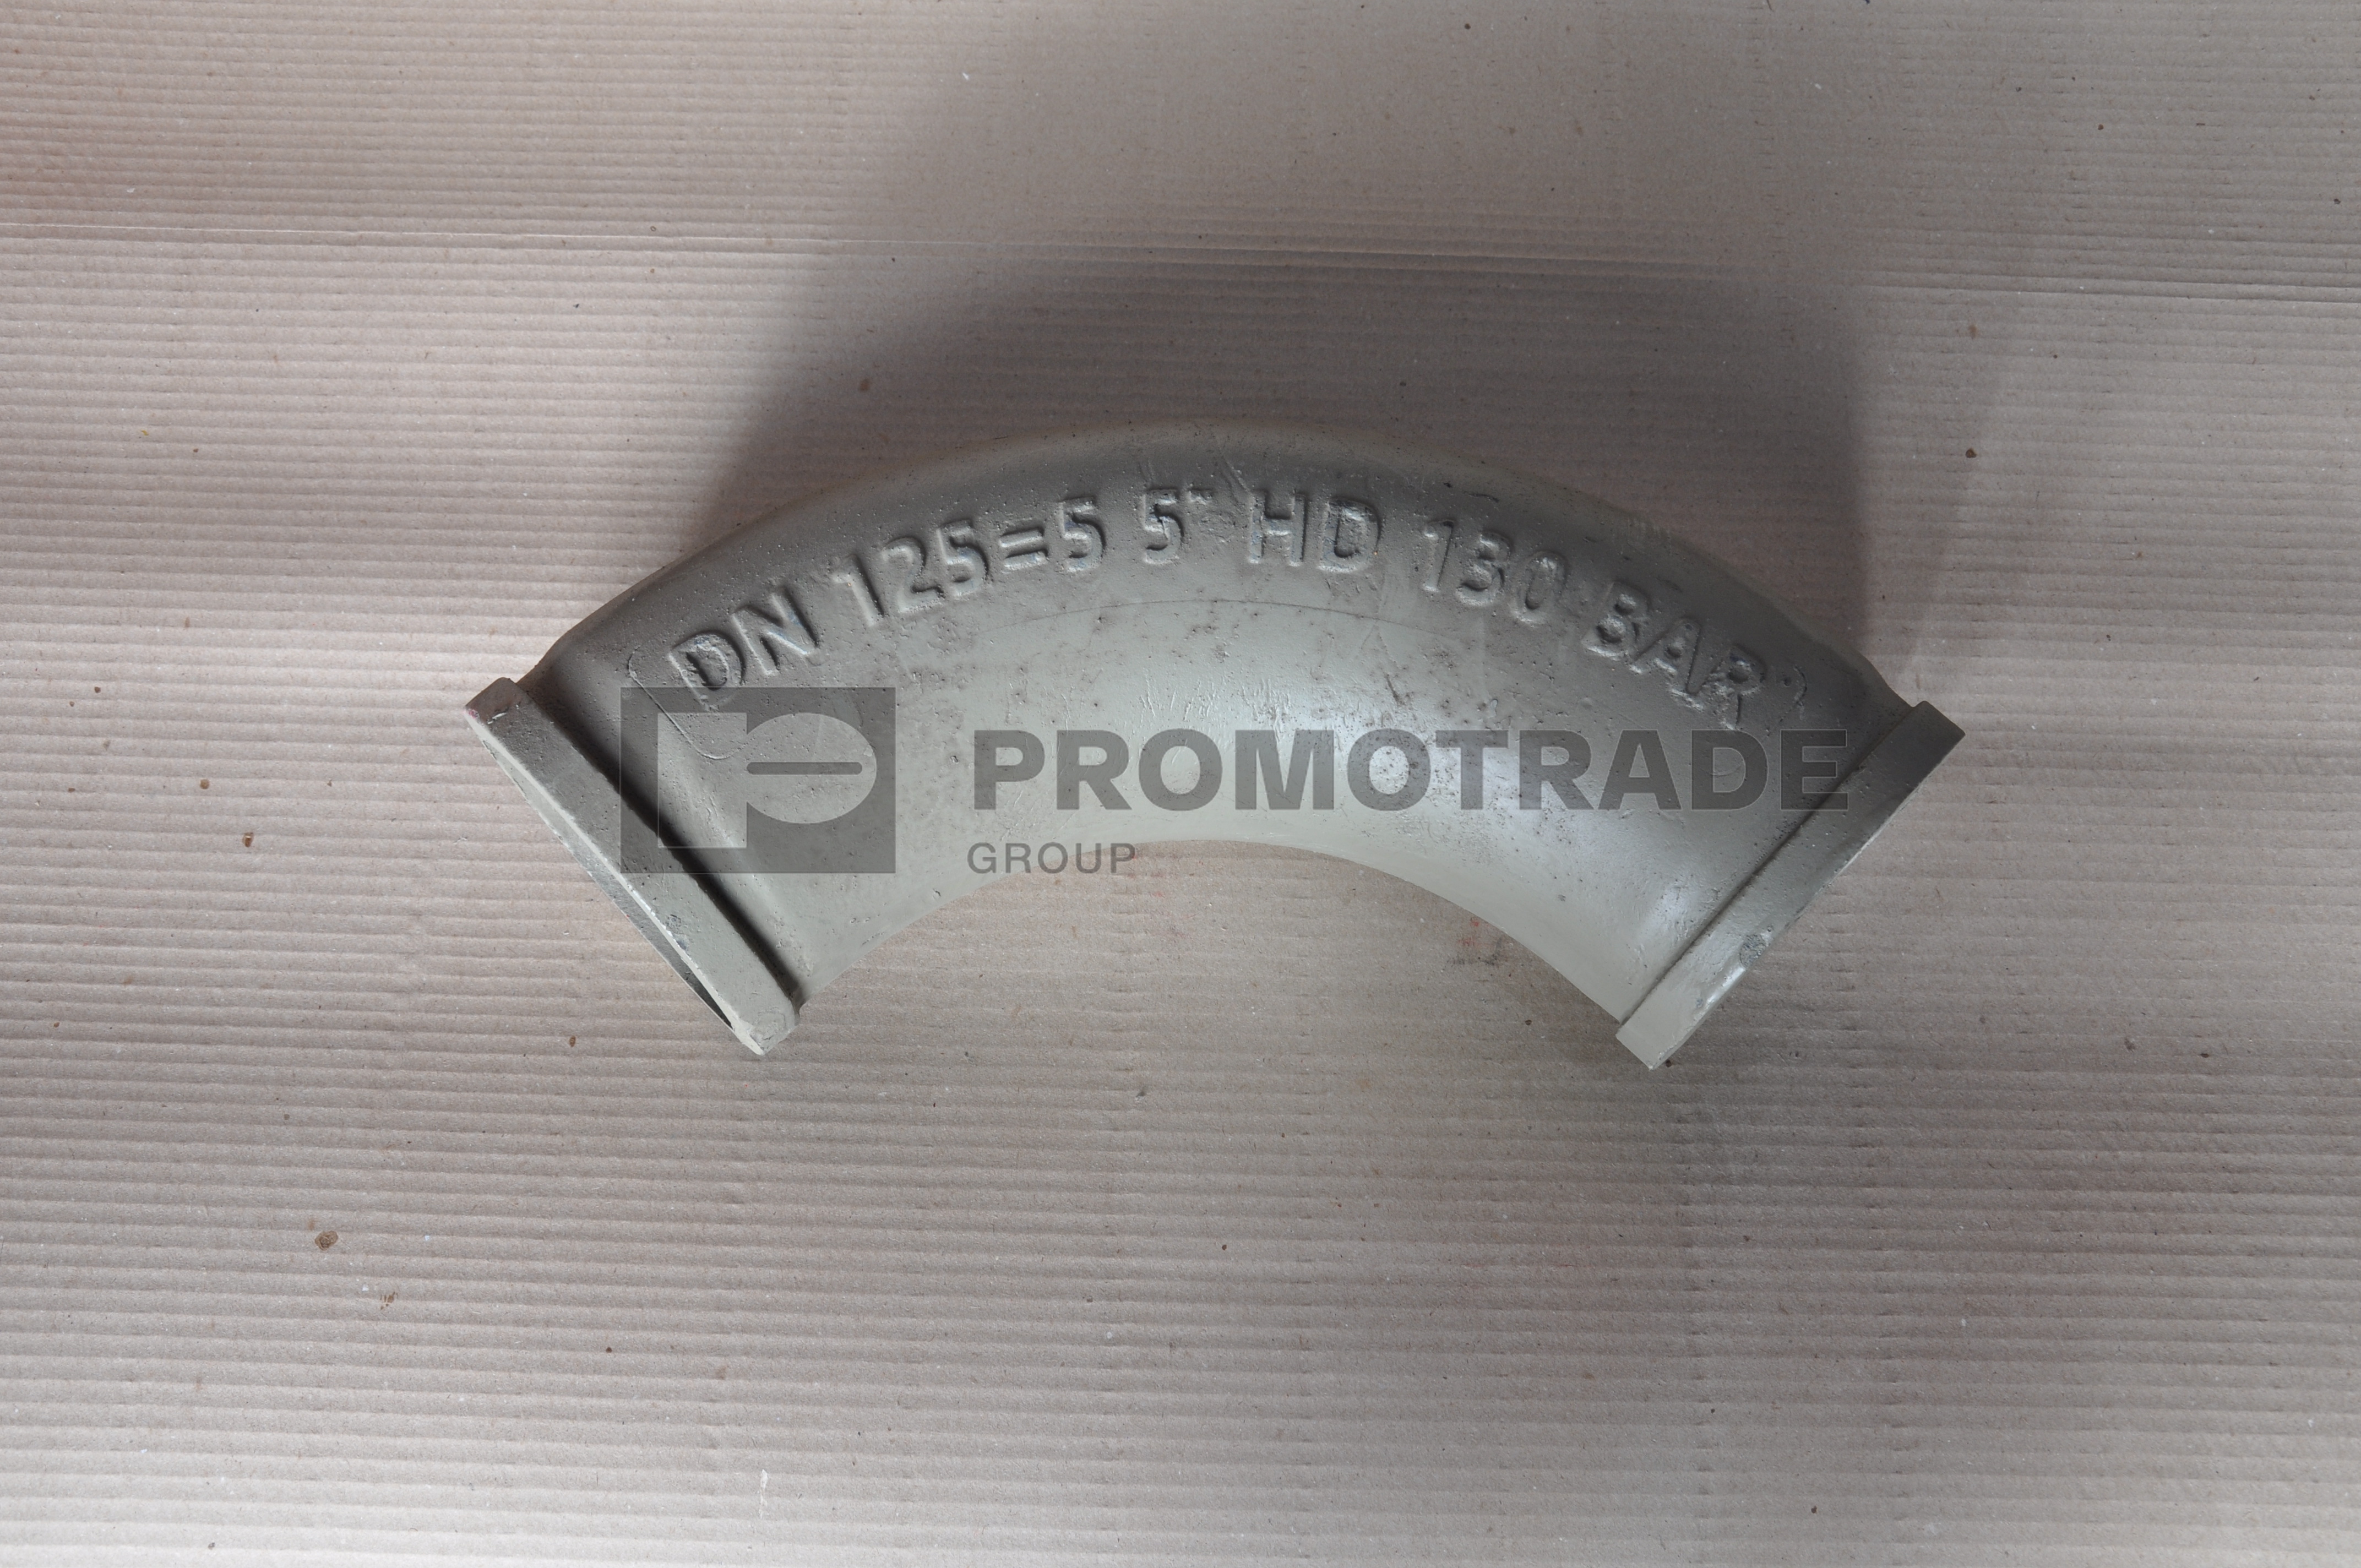 DN 125=5 5" HD 130 BAR
PROMOTRADE
GROUP